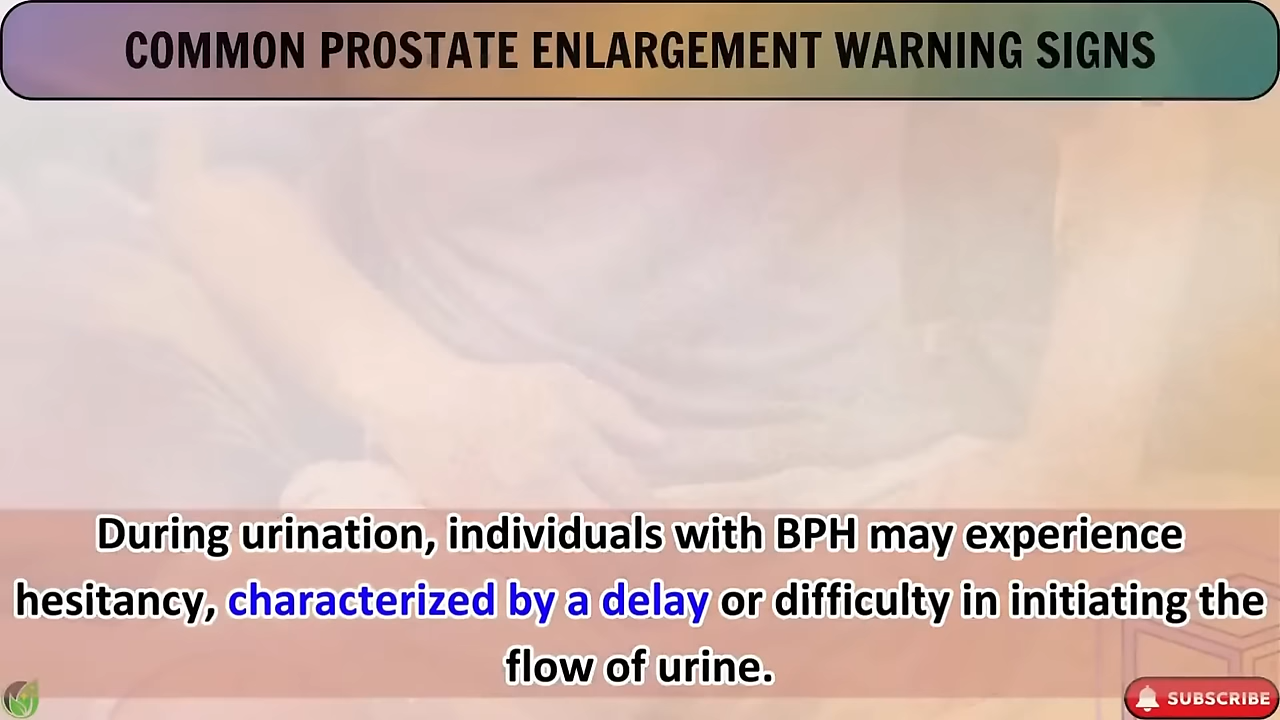 COMMON PROSTATE ENLARGEMENT WARNING SIGNS
During urination, individuals with BPH may experience
hesitancy, characterized by a delay or difficulty in initiating the
flow of urine.
SUBSCRIBE